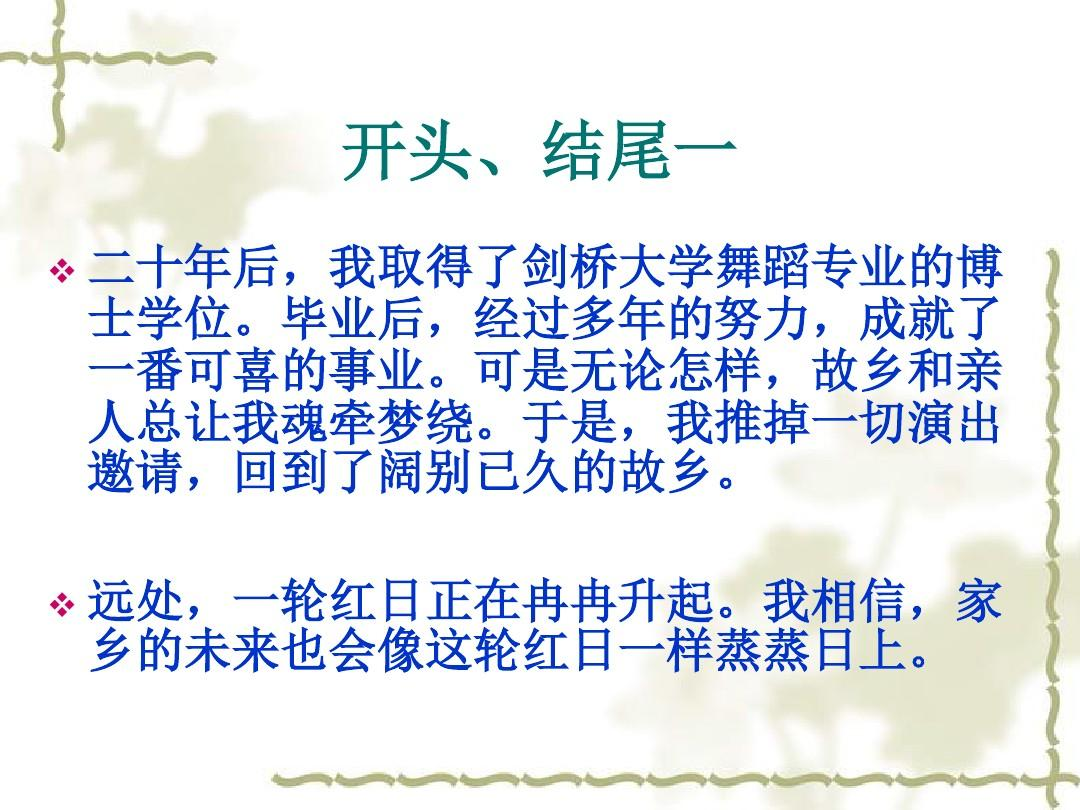 开头、结尾一
二十年后，我取得了剑桥大学舞蹈专业的博
士学位。毕业后，经过多年的努力，成就了
一番可喜的事业。可是无论怎样，故乡和亲
人总让我魂牵梦绕。于是，我推掉一切演出
邀请，回到了阔别已久的故乡。
远处，一轮红日正在冉冉升起。我相信，家
乡的未来也会像这轮红日一样蒸蒸日上。